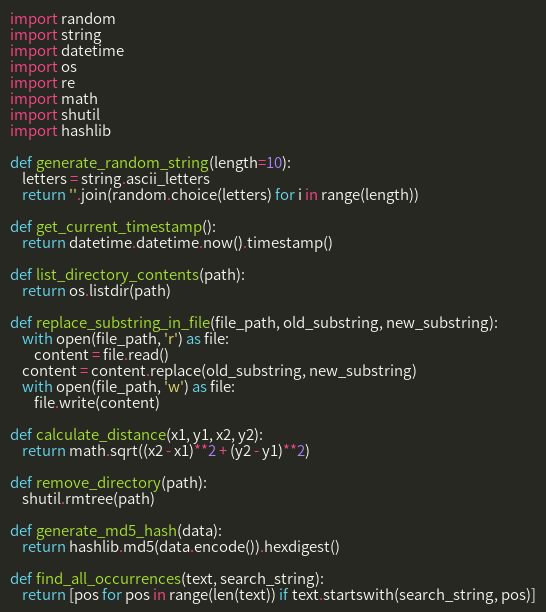 import random
import string
import datetime
import os
import re
import math
import shutil
import hashlib

def generate_random_string(length=10):
    letters = string.ascii_letters
    return ''.join(random.choice(letters) for i in range(length))

def get_current_timestamp():
    return datetime.datetime.now().timestamp()

def list_directory_contents(path):
    return os.listdir(path)

def replace_substring_in_file(file_path, old_substring, new_substring):
    with open(file_path, 'r') as file:
        content = file.read()
    content = content.replace(old_substring, new_substring)
    with open(file_path, 'w') as file:
        file.write(content)

def calculate_distance(x1, y1, x2, y2):
    return math.sqrt((x2 - x1)**2 + (y2 - y1)**2)

def remove_directory(path):
    shutil.rmtree(path)

def generate_md5_hash(data):
    return hashlib.md5(data.encode()).hexdigest()

def find_all_occurrences(text, search_string):
    return [pos for pos in range(len(text)) if text.startswith(search_string, pos)]